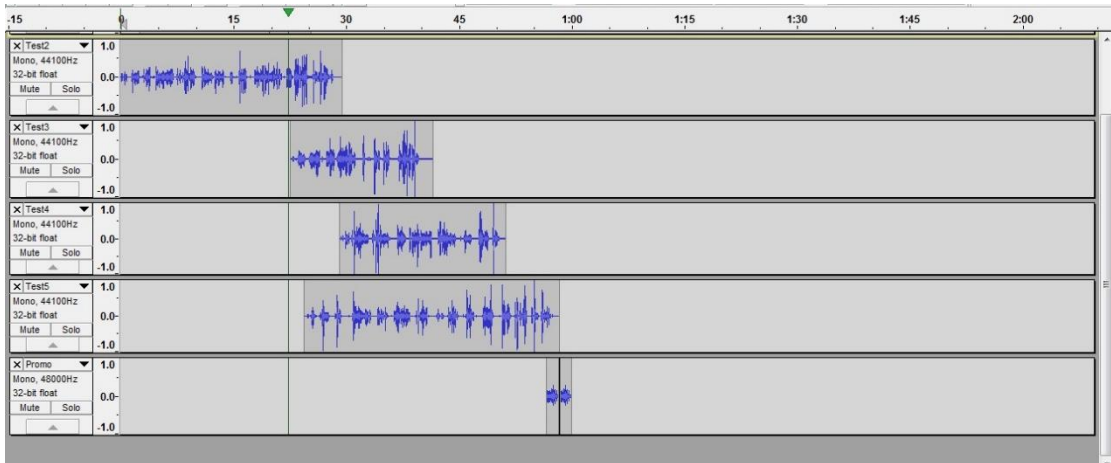 -15 0 15 30 45 1:00 1:15 1:30 1:45 2:00
X Test2 1.0
Mono, 44100Hz
32-bit float 0.0-
Mute Solo
-1.0
X Test3 1.0
Mono, 44100Hz
32-bit float 0.0-
Mute Solo
-1.0
X Test4 1.0
Mono, 44100Hz
32-bit float 0.0-
Mute Solo
-1.0
X Test5 1.0
Mono, 44100Hz
32-bit float 0.0-
Mute Solo
-1.0
X Promo 1.0
Mono, 48000Hz
32-bit float 0.0-
Mute Solo
-1.0